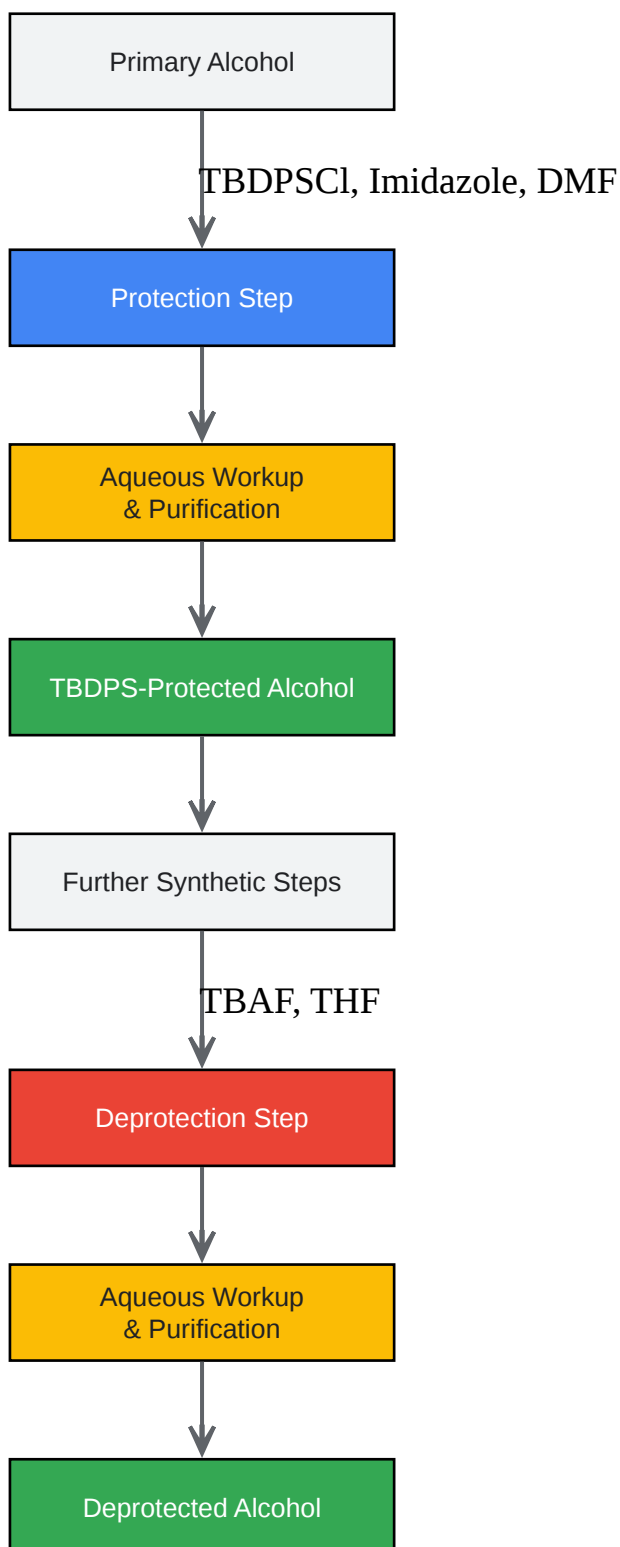 Primary Alcohol
TBDPSCl, Imidazole, DMF
Protection Step
Aqueous Workup
& Purification
TBDPS-Protected Alcohol
Further Synthetic Steps
TBAF, THF
Deprotection Step
Aqueous Workup
& Purification
Deprotected Alcohol